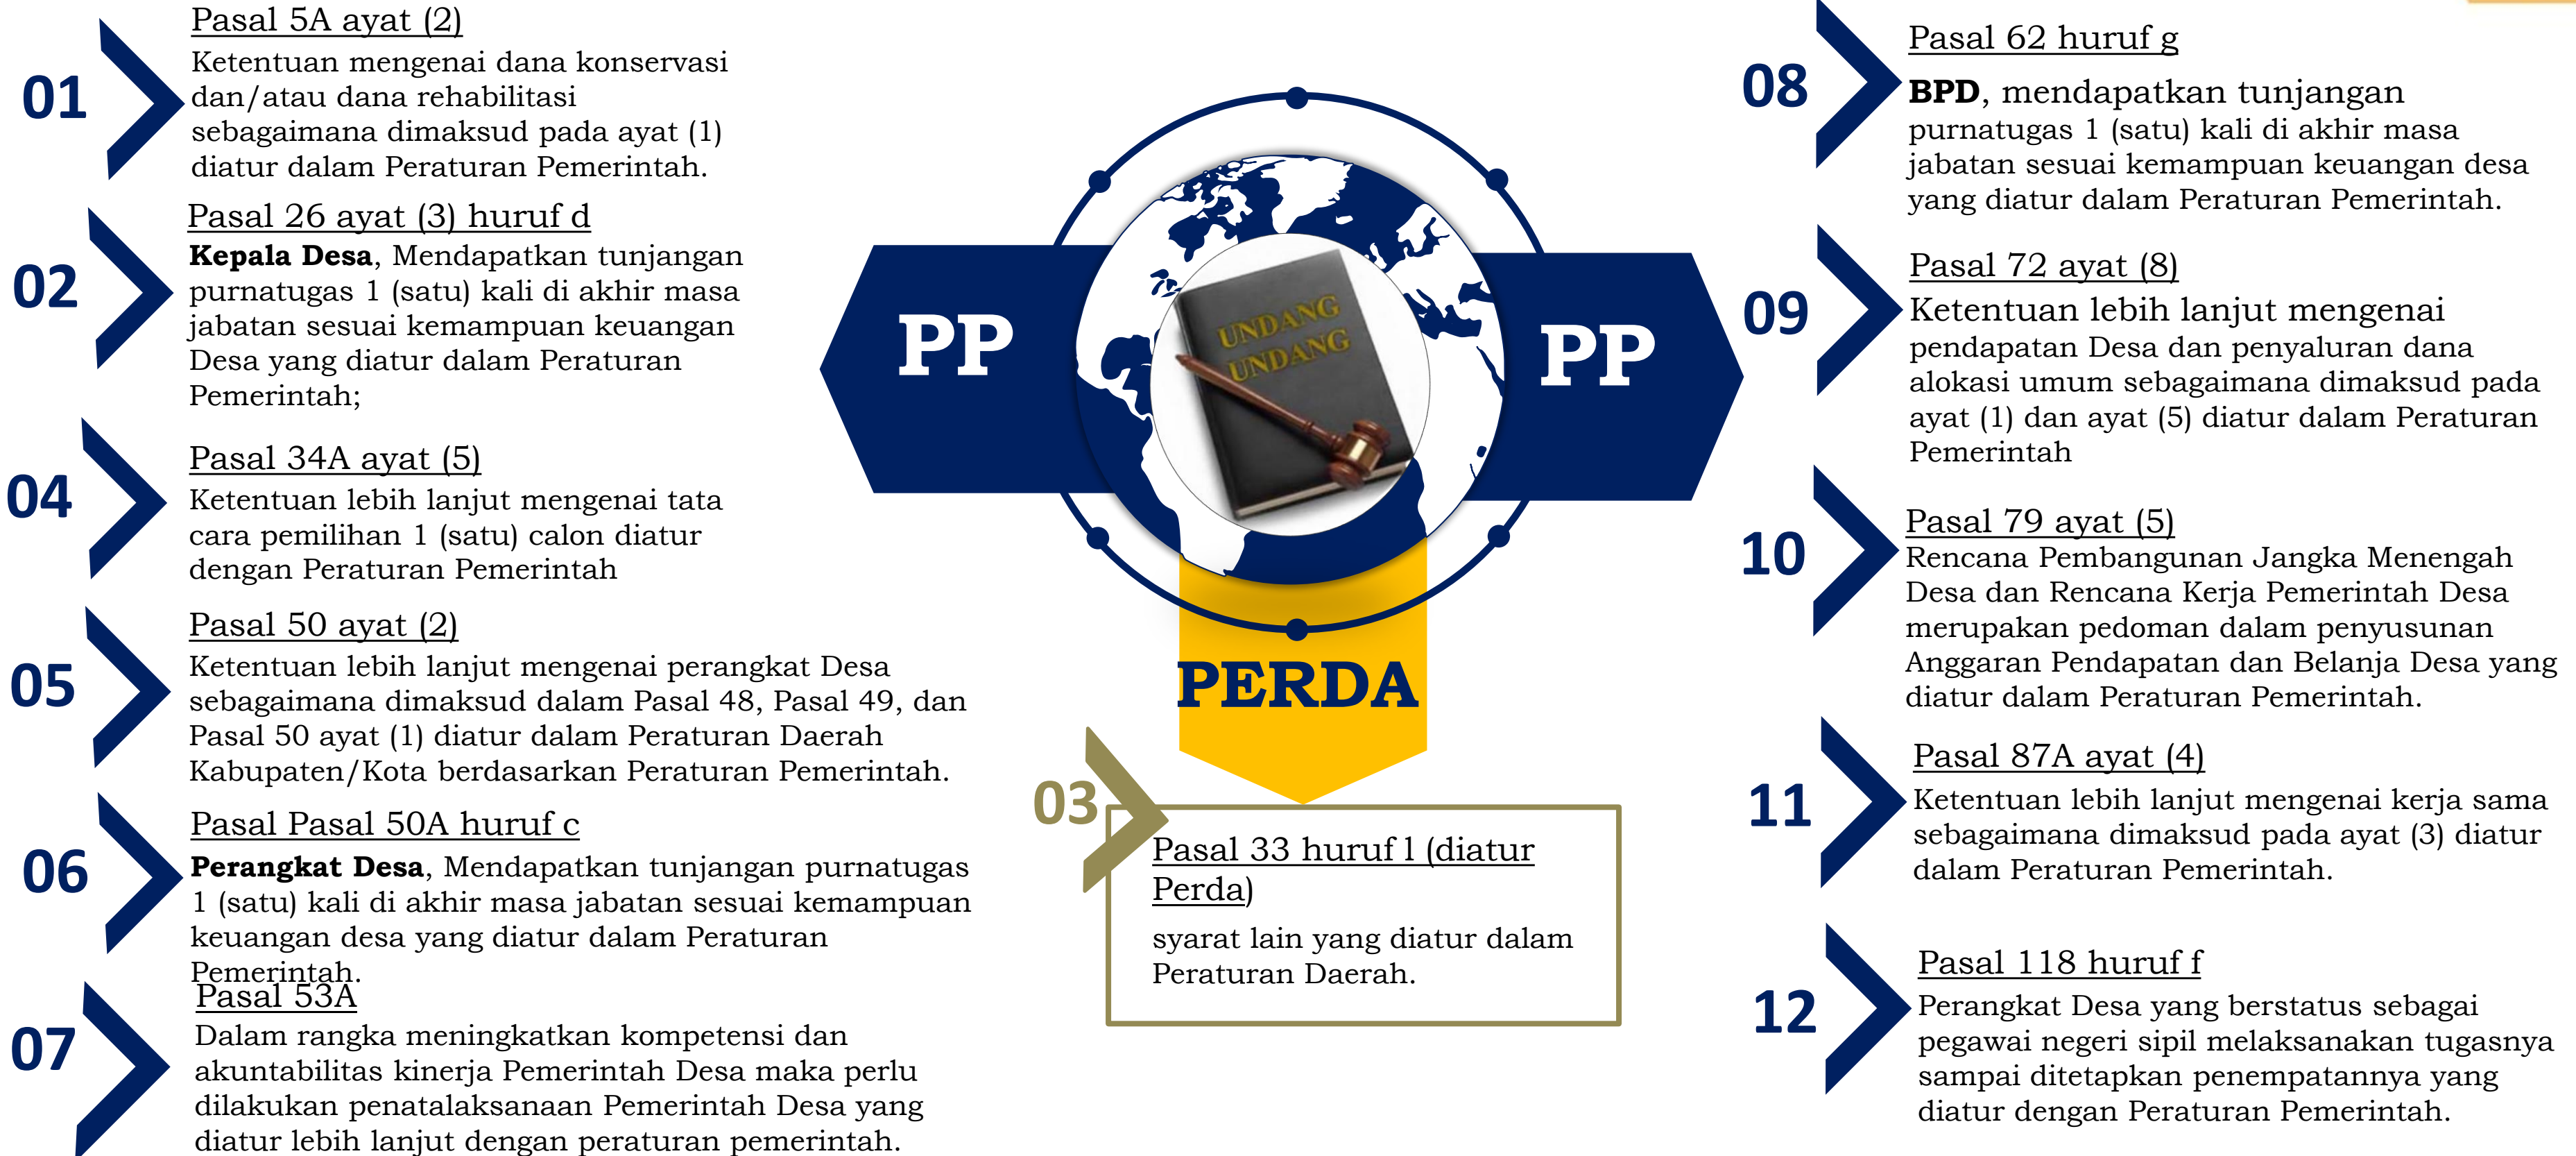 01
Pasal 5A ayat (2)
Ketentuan mengenai dana konservasi
dan/atau dana rehabilitasi
sebagaimana dimaksud pada ayat (1)
diatur dalam Peraturan Pemerintah.
02
Pasal 26 ayat (3) huruf d
Kepala Desa, Mendapatkan tunjangan
purnatugas 1 (satu) kali di akhir masa
jabatan sesuai kemampuan keuangan
Desa yang diatur dalam Peraturan
Pemerintah;
04
Pasal 34A ayat (5)
Ketentuan lebih lanjut mengenai tata
cara pemilihan 1 (satu) calon diatur
dengan Peraturan Pemerintah
05
Pasal 50 ayat (2)
Ketentuan lebih lanjut mengenai perangkat Desa
sebagaimana dimaksud dalam Pasal 48, Pasal 49, dan
Pasal 50 ayat (1) diatur dalam Peraturan Daerah
Kabupaten/Kota berdasarkan Peraturan Pemerintah.
06
Pasal Pasal 50A huruf c
Perangkat Desa, Mendapatkan tunjangan purnatugas
1 (satu) kali di akhir masa jabatan sesuai kemampuan
keuangan desa yang diatur dalam Peraturan
Pemerintah.
07
Pasal 53A
Dalam rangka meningkatkan kompetensi dan
akuntabilitas kinerja Pemerintah Desa maka perlu
dilakukan penatalaksanaan Pemerintah Desa yang
diatur lebih lanjut dengan peraturan pemerintah.
PP
UNDANG
UNDANG
PP
PERDA
03
Pasal 33 huruf l (diatur
Perda)
syarat lain yang diatur dalam
Peraturan Daerah.
08
Pasal 62 huruf g
BPD, mendapatkan tunjangan
purnatugas 1 (satu) kali di akhir masa
jabatan sesuai kemampuan keuangan desa
yang diatur dalam Peraturan Pemerintah.
09
Pasal 72 ayat (8)
Ketentuan lebih lanjut mengenai
pendapatan Desa dan penyaluran dana
alokasi umum sebagaimana dimaksud pada
ayat (1) dan ayat (5) diatur dalam Peraturan
Pemerintah
10
Pasal 79 ayat (5)
Rencana Pembangunan Jangka Menengah
Desa dan Rencana Kerja Pemerintah Desa
merupakan pedoman dalam penyusunan
Anggaran Pendapatan dan Belanja Desa yang
diatur dalam Peraturan Pemerintah.
11
Pasal 87A ayat (4)
Ketentuan lebih lanjut mengenai kerja sama
sebagaimana dimaksud pada ayat (3) diatur
dalam Peraturan Pemerintah.
12
Pasal 118 huruf f
Perangkat Desa yang berstatus sebagai
pegawai negeri sipil melaksanakan tugasnya
sampai ditetapkan penempatannya yang
diatur dengan Peraturan Pemerintah.